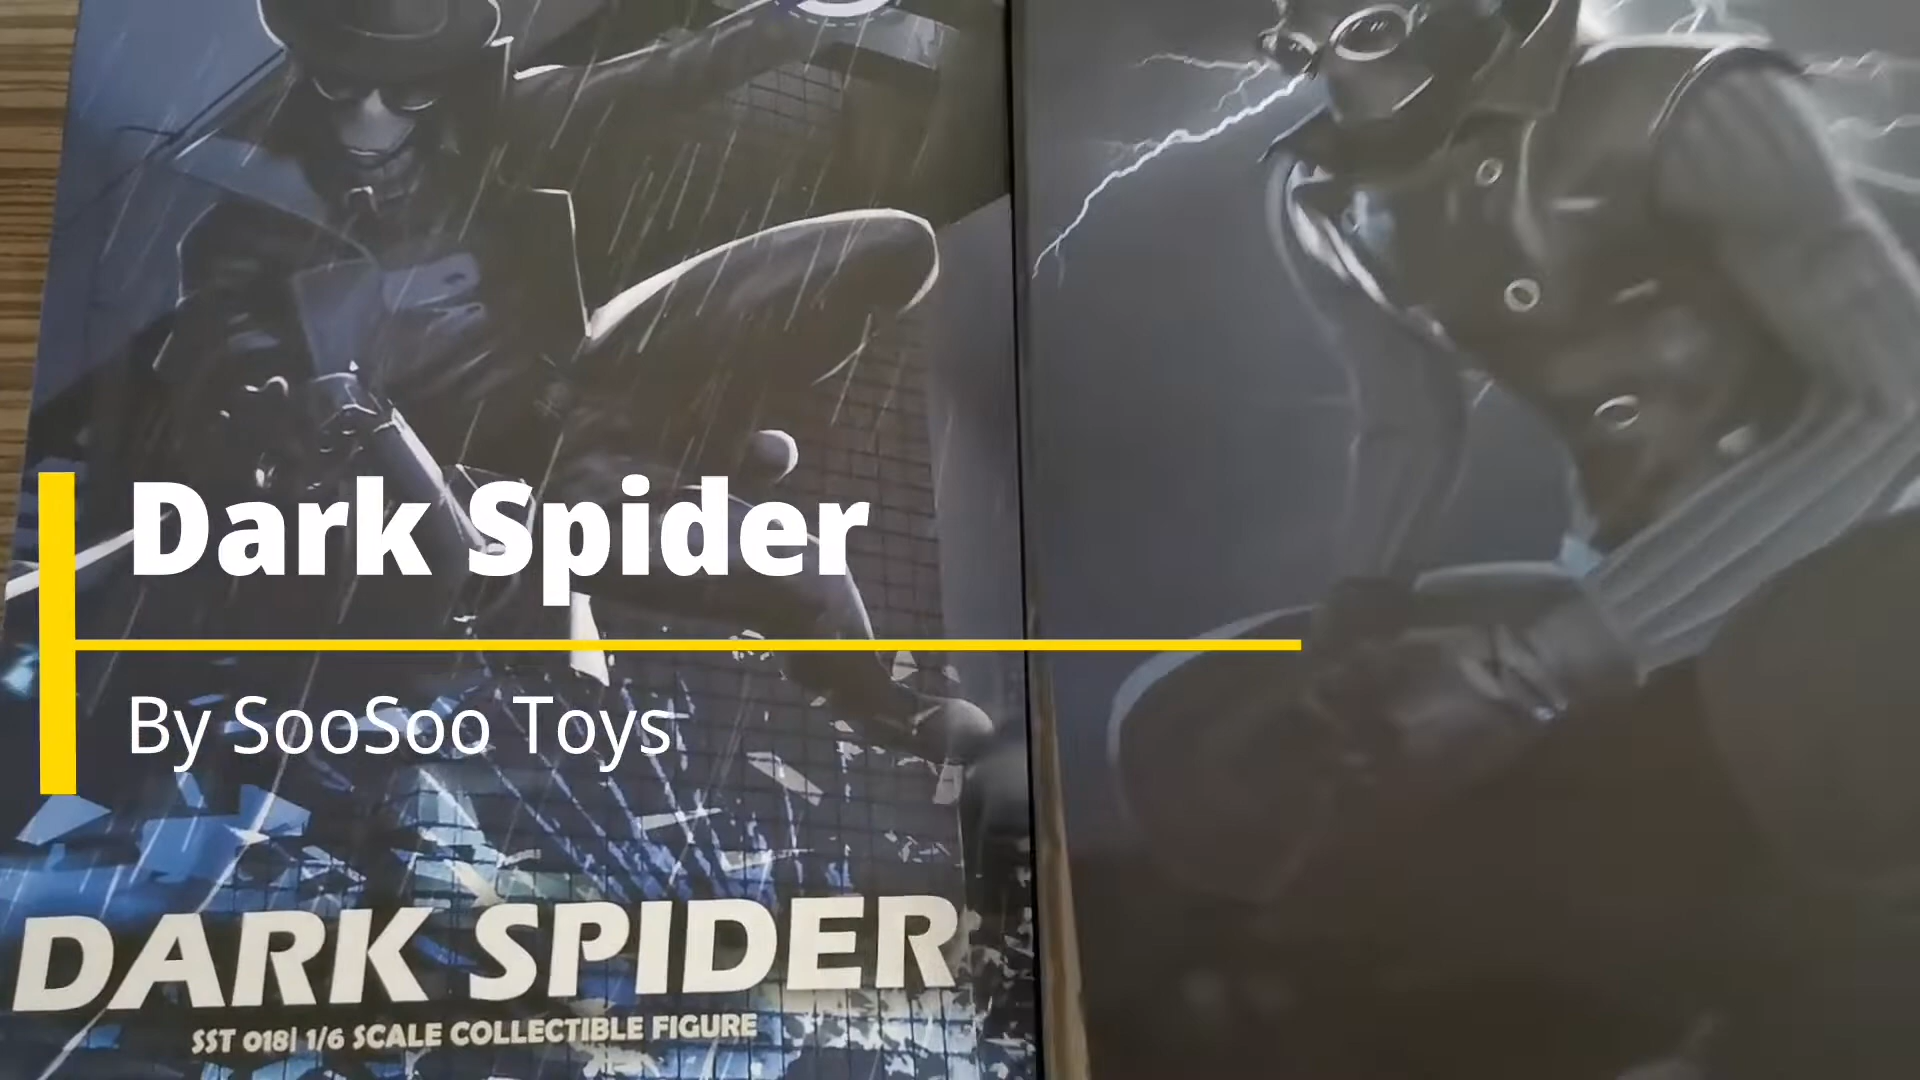 Dark Spider
By SooSoo Toys
DARK SPIDER
SST 018| 1/6 SCALE COLLECTIBLE FIGURE